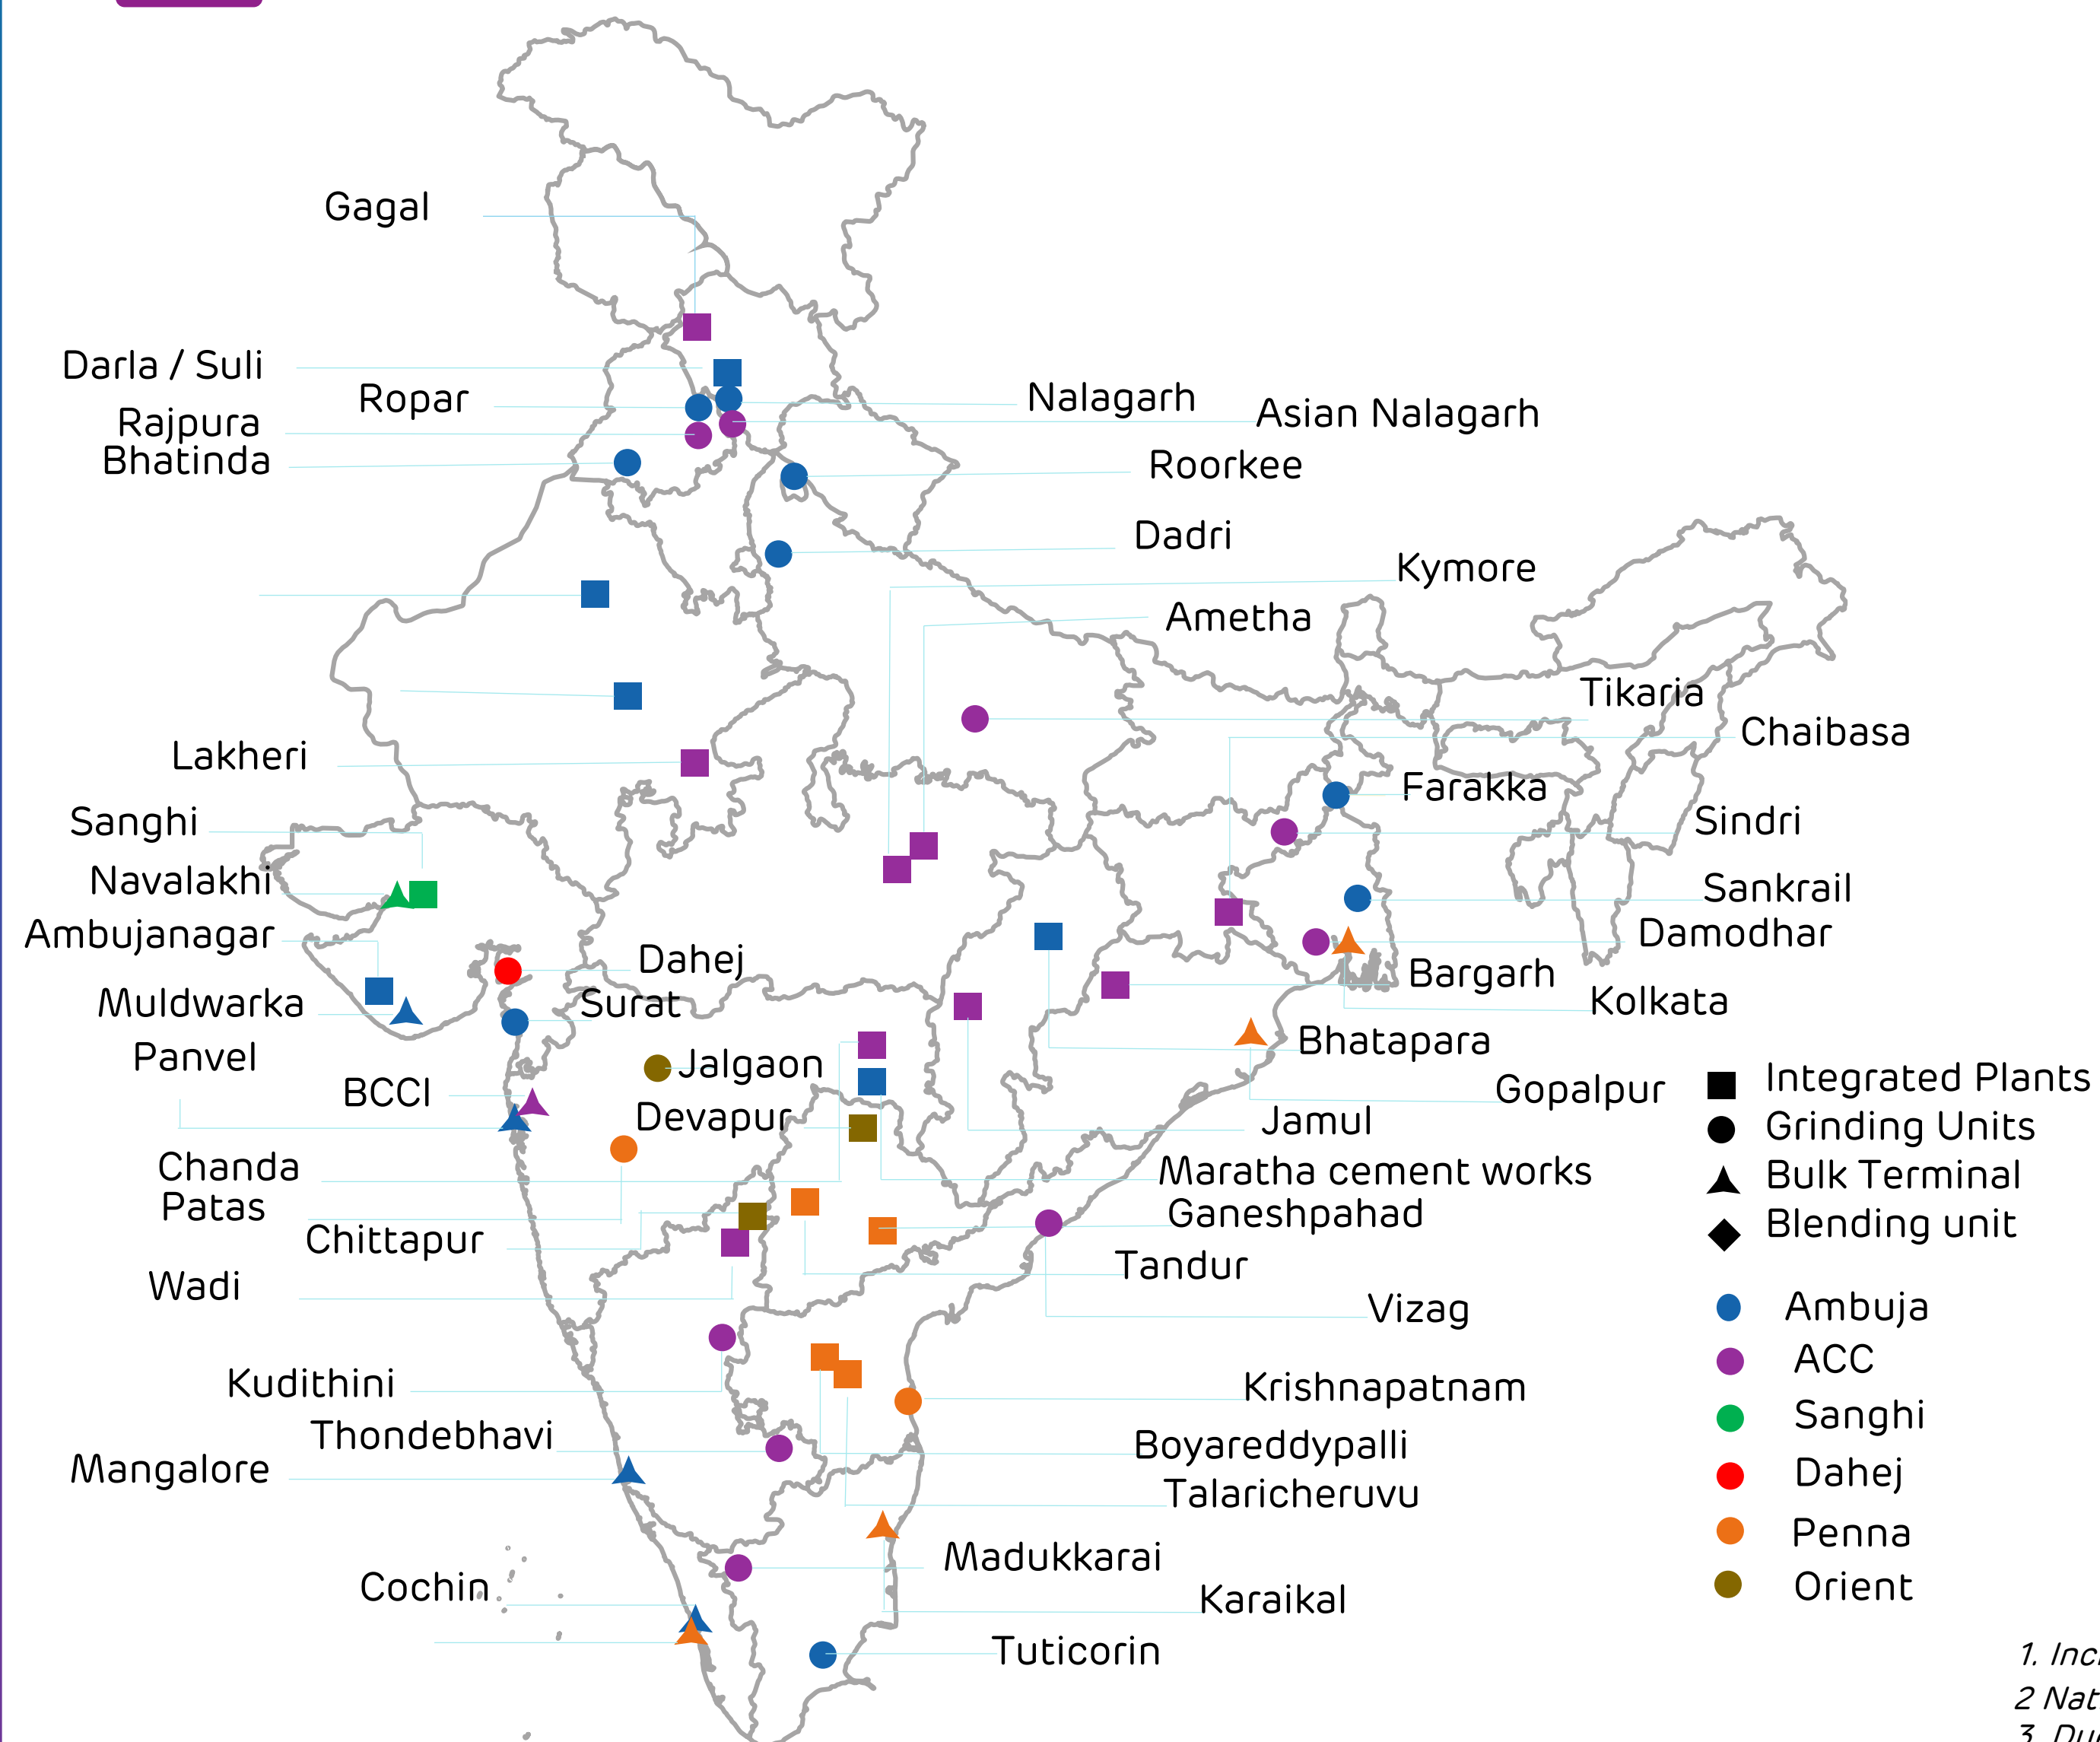 Gagal
Darla / Suli
Ropar
Nalagarh
Asian Nalagarh
Rajpura
Bhatinda
Roorkee
Dadri
Kymore
Ametha
Tikaria
Chaibasa
Lakheri
Farakka
Sanghi
Sindri
Navalakhi
Sankrail
Ambujanagar
Damodhar
Dahej
Bargarh
Muldwarka
Surat
Kolkata
Panvel
Jalgaon
Bhatapara
BCCI
Gopalpur
Devapur
Jamul
Chanda
Maratha cement works
Patas
Ganeshpahad
Chittapur
Tandur
Wadi
Vizag
Kudithini
Krishnapatnam
Thondebhavi
Boyareddypalli
Mangalore
Talaricheruvu
Madukkarai
Cochin
Karaikal
Tuticorin
Integrated Plants
Grinding Units
Bulk Terminal
Blending unit
Ambuja
ACC
Sanghi
Dahej
Penna
Orient
1.
2